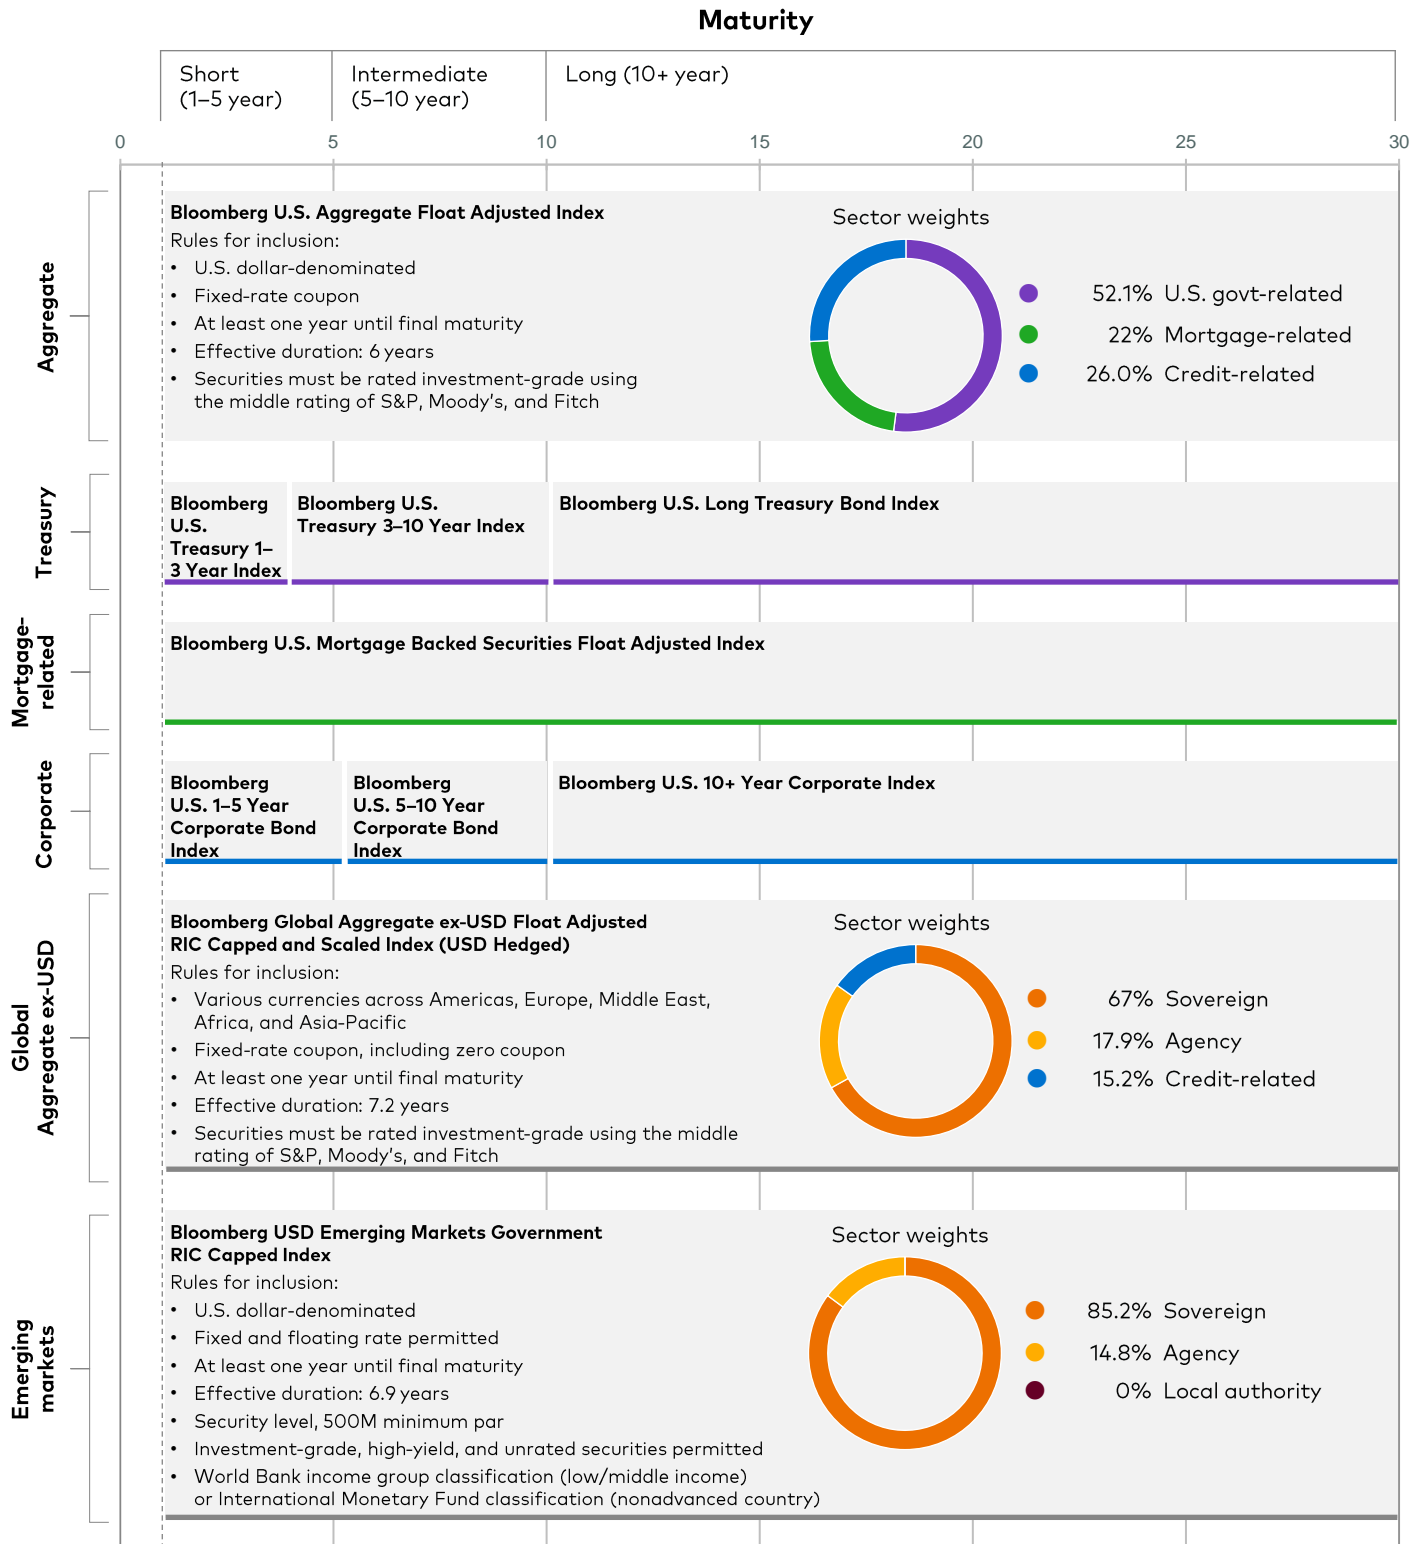 Maturity
Short
(1–5 year)
Intermediate
(5–10 year)
Long (10+ year)
0
5
10
15
20
25
30
Aggregate
Bloomberg U.S. Aggregate Float Adjusted Index
Rules for inclusion:
• U.S. dollar-denominated
• Fixed-rate coupon
• At least one year until final maturity
• Effective duration: 6 years
• Securities must be rated investment-grade using
the middle rating of S&P, Moody’s, and Fitch
Sector weights
52.1% U.S. govt-related
22% Mortgage-related
26.0% Credit-related
Treasury
Bloomberg
U.S.
Treasury 1–
3 Year Index
Bloomberg U.S.
Treasury 3–10 Year Index
Bloomberg U.S. Long Treasury Bond Index
Mortgage-
related
Bloomberg U.S. Mortgage Backed Securities Float Adjusted Index
Corporate
Bloomberg
U.S. 1–5 Year
Corporate Bond
Index
Bloomberg
U.S. 5–10 Year
Corporate Bond
Index
Bloomberg U.S. 10+ Year Corporate Index
Global
Aggregate ex-USD
Bloomberg Global Aggregate ex-USD Float Adjusted
RIC Capped and Scaled Index (USD Hedged)
Rules for inclusion:
• Various currencies across Americas, Europe, Middle East,
Africa, and Asia-Pacific
• Fixed-rate coupon, including zero coupon
• At least one year until final maturity
• Effective duration: 7.2 years
• Securities must be rated investment-grade using the middle
rating of S&P, Moody’s, and Fitch
Sector weights
67% Sovereign
17.9% Agency
15.2% Credit-related
Emerging
markets
Bloomberg USD Emerging Markets Government
RIC Capped Index
Rules for inclusion:
• U.S. dollar-denominated
• Fixed and floating rate permitted
• At least one year until final maturity
• Effective duration: 6.9 years
• Security level, 500M minimum par
• Investment-grade, high-yield, and unrated securities permitted
• World Bank income group classification (low/middle income)
or International Monetary Fund classification (nonadvanced country)
Sector weights
85.2% Sovereign
14.8% Agency
0% Local authority